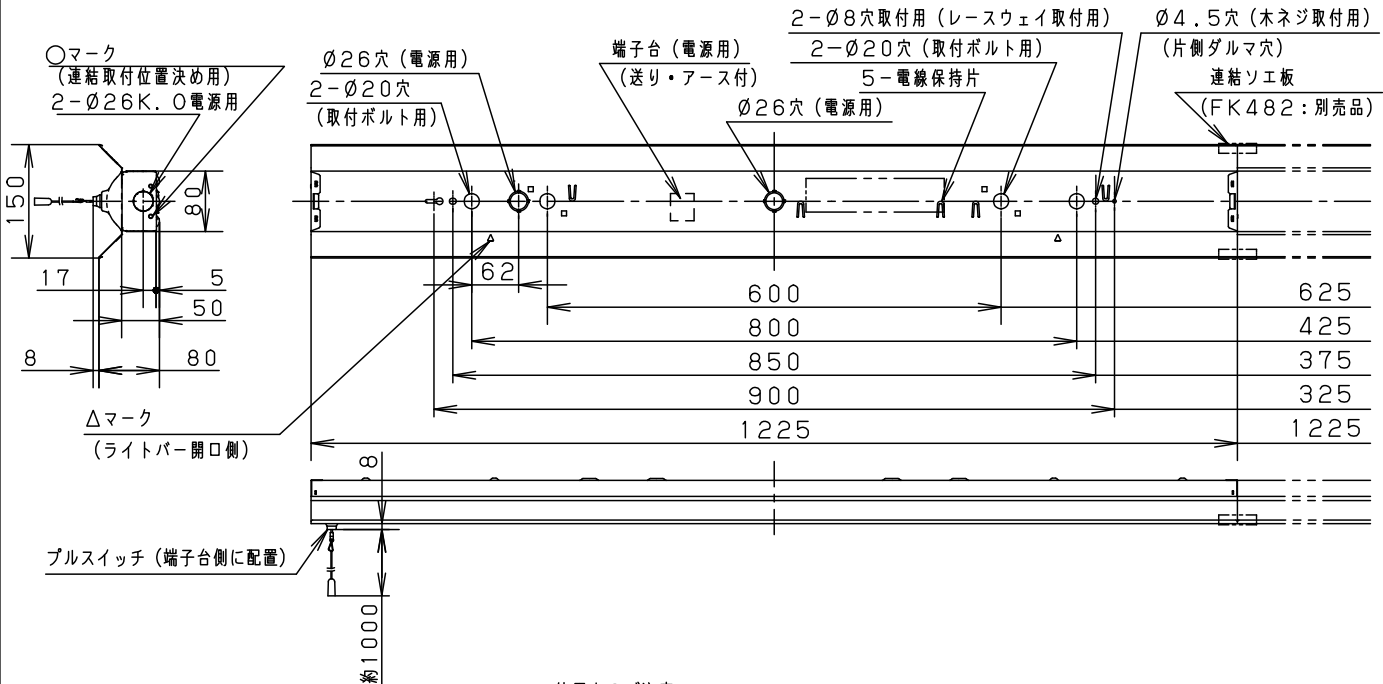 ○マーク
(連結取付位置決め用)
2-Ø26K.O電源用
Ø26穴(電源用)
2-Ø20穴
(取付ボルト用)
端子台(電源用)
(送り・アース付)
2-Ø8穴取付用(レースウェイ取付用)
2-Ø20穴(取付ボルト用)
5-電線保持片
Ø26穴(電源用)
Ø4.5穴(木ネジ取付用)
(片側ダルマ穴)
連結ソエ板
(FK482:別売品)
150
80
17
5
50
8
80
62
600
625
800
425
850
375
900
325
1225
1225
△マーク
(ライトバー開口側)
8
プルスイッチ(端子台側に配置)
約1000